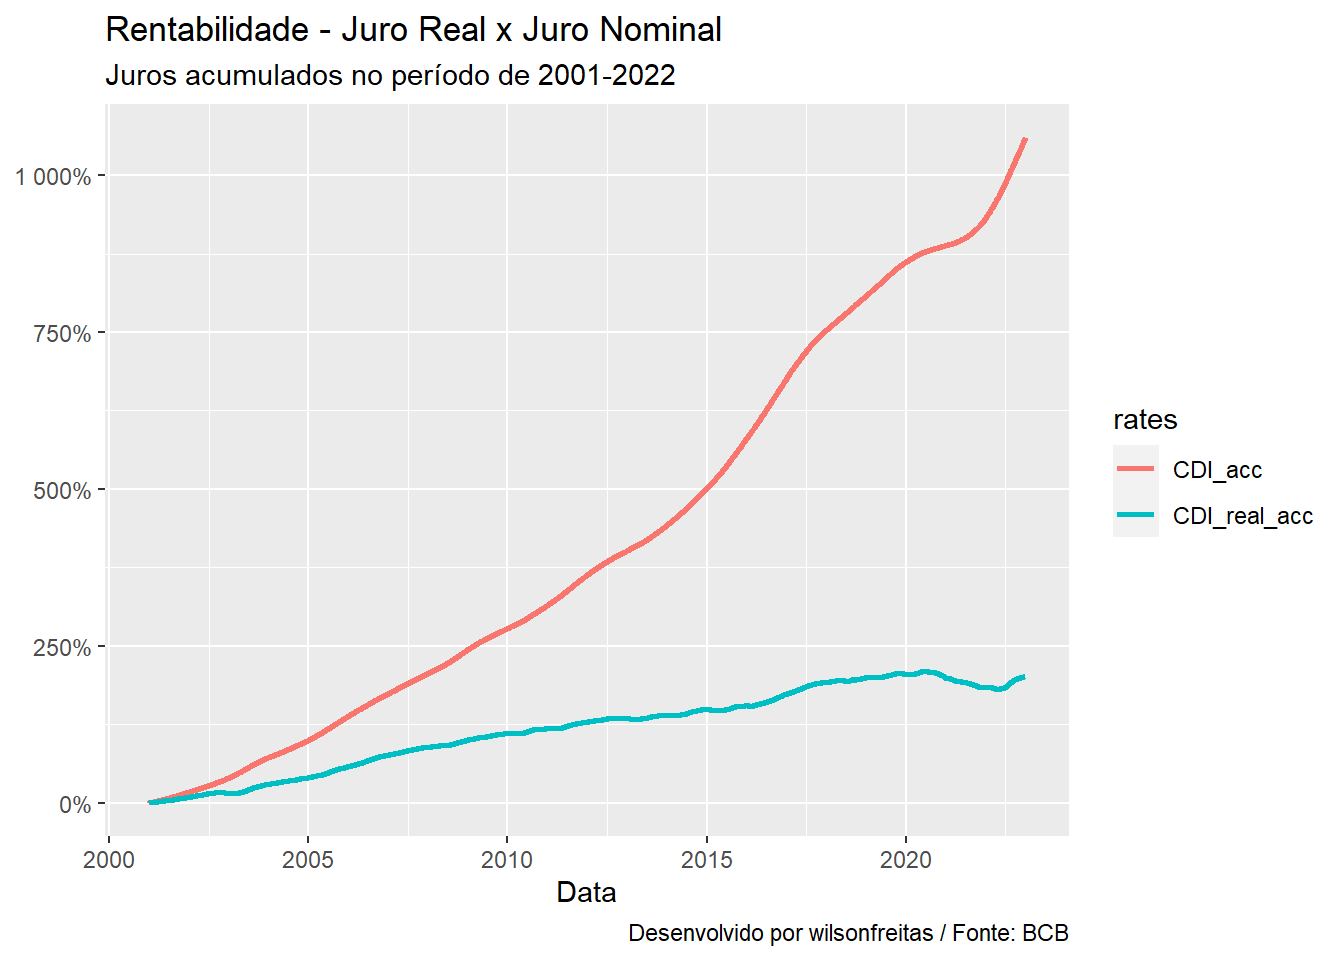 Rentabilidade - Juro Real x Juro Nominal
Juros acumulados no período de 2001-2022
1 000%
750%
500%
250%
0%
2000 2005 2010 2015 2020
Data
rates
CDI_acc
CDI_real_acc
Desenvolvido por wilsonfreitas / Fonte: BCB